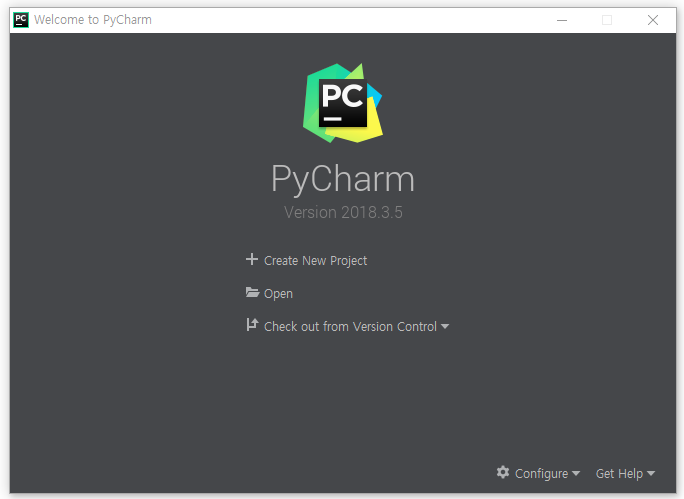 PC Welcome to PyCharm
PC
PyCharm
Version 2018.3.5
Create New Project
Open
Check out from Version Control
Configure Get Help